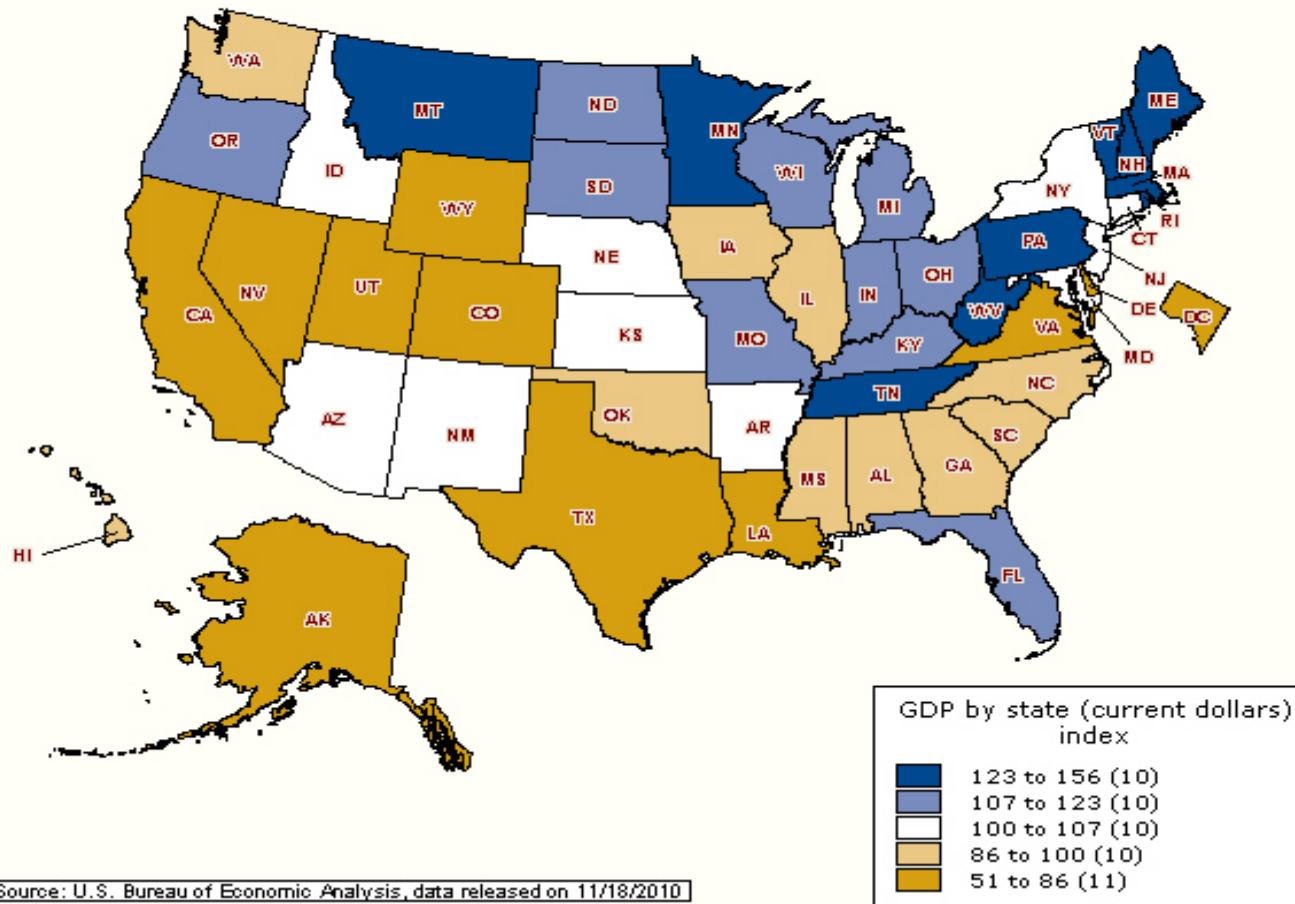 WA
MT
ND
MN
ME
VT
NH
MA
OR
ID
SD
WI
MI
NY
RI
CT
WY
IA
PA
NJ
NE
OH
IL
IN
DE
DC
NV
UT
CO
CA
WV
VA
KS
MO
KY
MD
NC
TN
AZ
NM
OK
AR
SC
MS
AL
GA
TX
LA
HI
FL
AK
GDP by state (current dollars)
index
123 to 156 (10)
107 to 123 (10)
100 to 107 (10)
86 to 100 (10)
51 to 86 (11)
Source: U.S. Bureau of Economic Analysis, data released on 11/18/2010